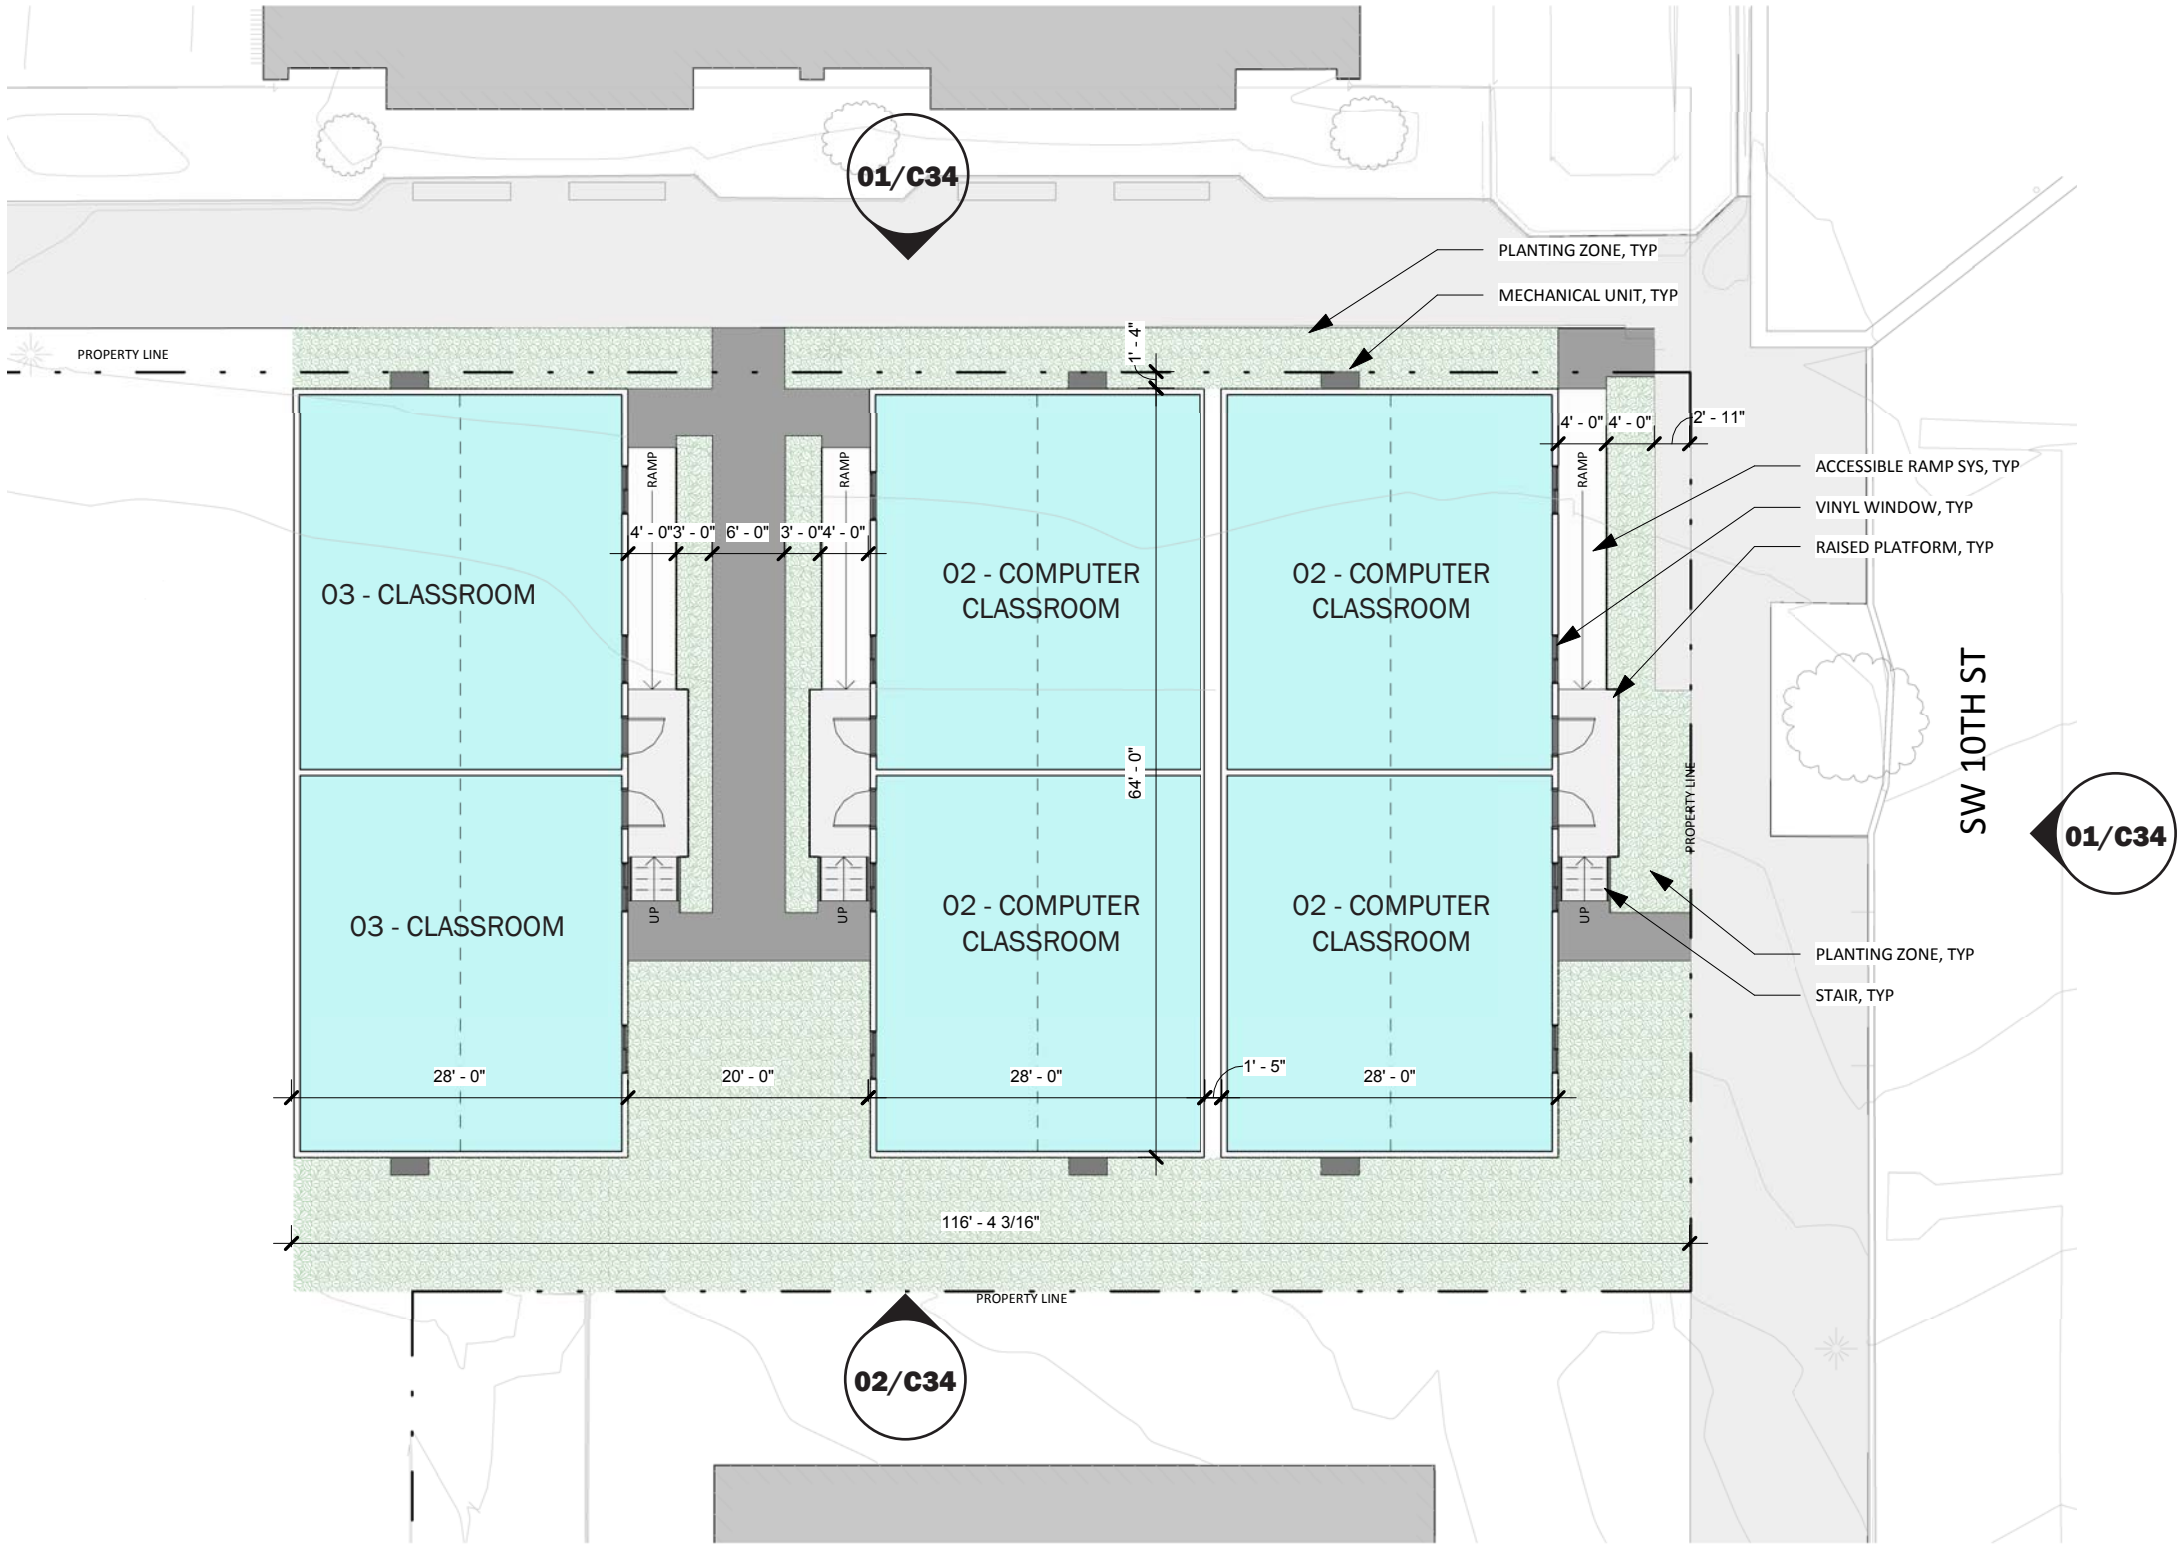 01/C34
PLANTING ZONE, TYP
MECHANICAL UNIT, TYP
1' - 4"
PROPERTY LINE
4' - 0"
4' - 0"
2' - 11"
RAMP
RAMP
RAMP
ACCESSIBLE RAMP SYS, TYP
VINYL WINDOW, TYP
RAISED PLATFORM, TYP
4' - 0"
3' - 0"
6' - 0"
3' - 0"
4' - 0"
03 - CLASSROOM
02 - COMPUTER
CLASSROOM
02 - COMPUTER
CLASSROOM
64' - 0"
SW 10TH ST
PROPERTY LINE
01/C34
03 - CLASSROOM
02 - COMPUTER
CLASSROOM
02 - COMPUTER
CLASSROOM
UP
UP
UP
PLANTING ZONE, TYP
STAIR, TYP
28' - 0"
20' - 0"
28' - 0"
1' - 5"
28' - 0"
116' - 4 3/16"
PROPERTY LINE
02/C34